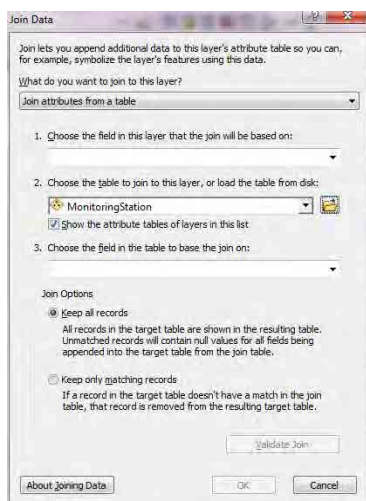 Join Data
Join lets you append additional data to this layer's attribute table so you can,
for example, symbolize the layer's features using this data.
What do you want to join to this layer?
Join attributes from a table
1. Choose the field in this layer that the join will be based on:
2. Choose the table to join to this layer, or load the table from disk:
MonitoringStation
Show the attribute tables of layers in this list
3. Choose the field in the table to base the join on:
Join Options
Keep all records
All records in the target table are shown in the resulting table.
Unmatched records will contain null values for all fields being
appended into the target table from the join table.
Keep only matching records
If a record in the target table doesn't have a match in the join
table, that record is removed from the resulting target table.
Validate Join
About Joining Data
OK
Cancel